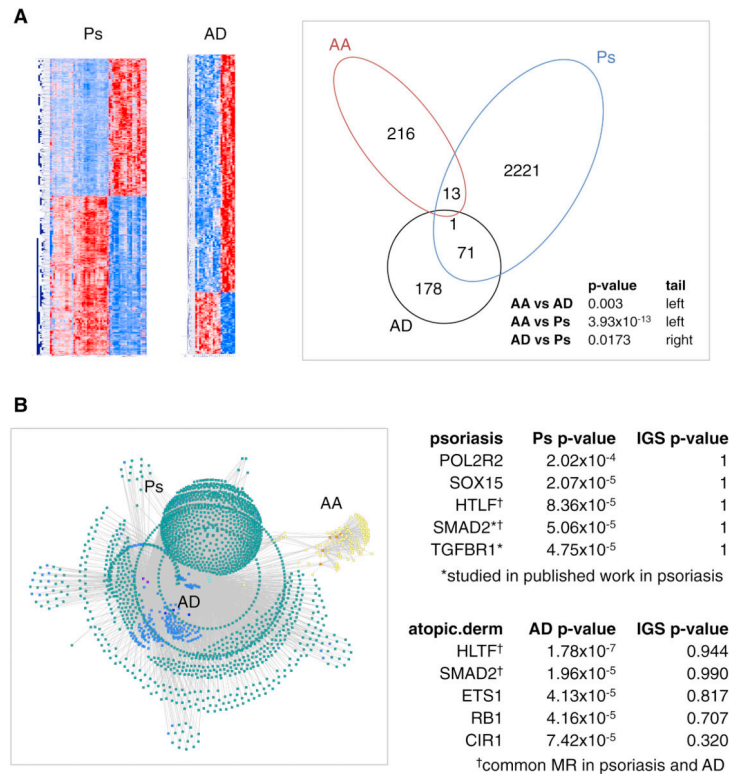 A
Ps
AD
AA
Ps
216
2221
13
1
71
178
AD
p-value tail
AA vs AD 0.003 left
AA vs Ps 3.93x10-13 left
AD vs Ps 0.0173 right
B
Ps
AA
AD
psoriasis Ps p-value IGS p-value
POL2R2 2.02x10-4 1
SOX15 2.07x10-5 1
HTLF† 8.36x10-5 1
SMAD2*† 5.06x10-5 1
TGFBR1* 4.75x10-5 1
*studied in published work in psoriasis
atopic.derm AD p-value IGS p-value
HLTF† 1.78x10-7 0.944
SMAD2† 1.96x10-5 0.990
ETS1 4.13x10-5 0.817
RB1 4.16x10-5 0.707
CIR1 7.42x10-5 0.320
†common MR in psoriasis and AD